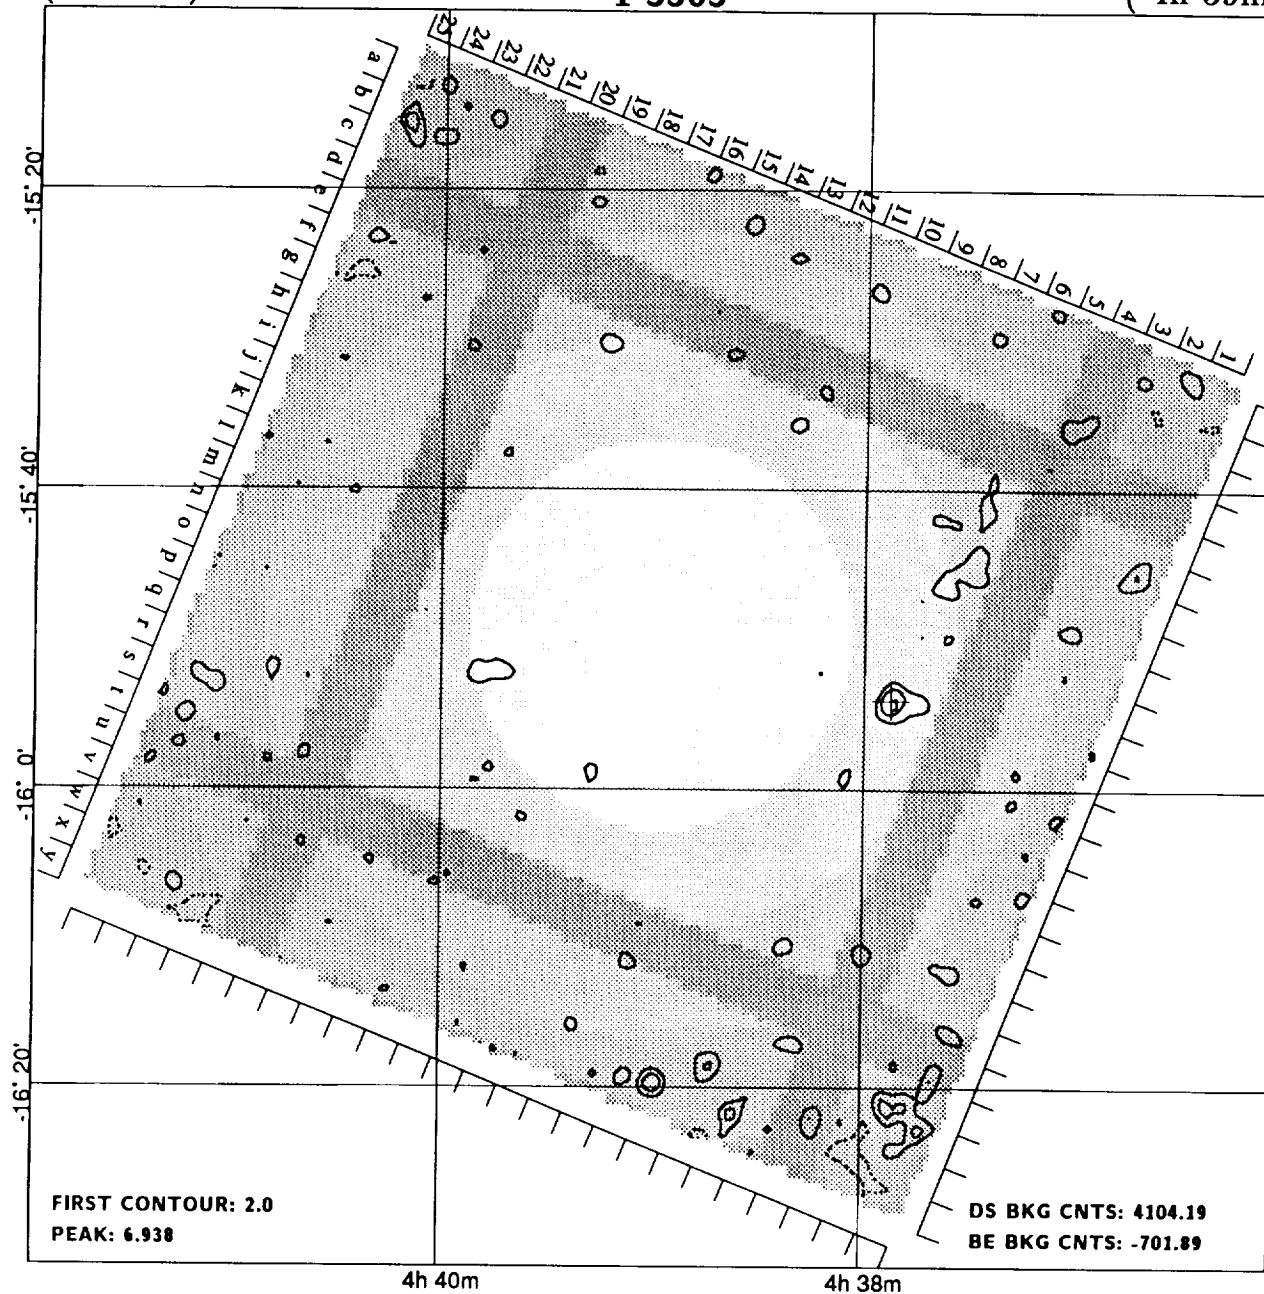 25 24 23 22 21 20 19 18 17 16 15 14 13 12 11 10 9 8 7 6 5 4 3 2 1
a b c d e f g h i j k l m n o p q r s t u v w x y
-15° 20'
-15° 40'
-16° 0'
-16° 20'
FIRST CONTOUR: 2.0
PEAK: 6.938
DS BKG CNTS: 4104.19
BE BKG CNTS: -701.89
4h 40m
4h 38m